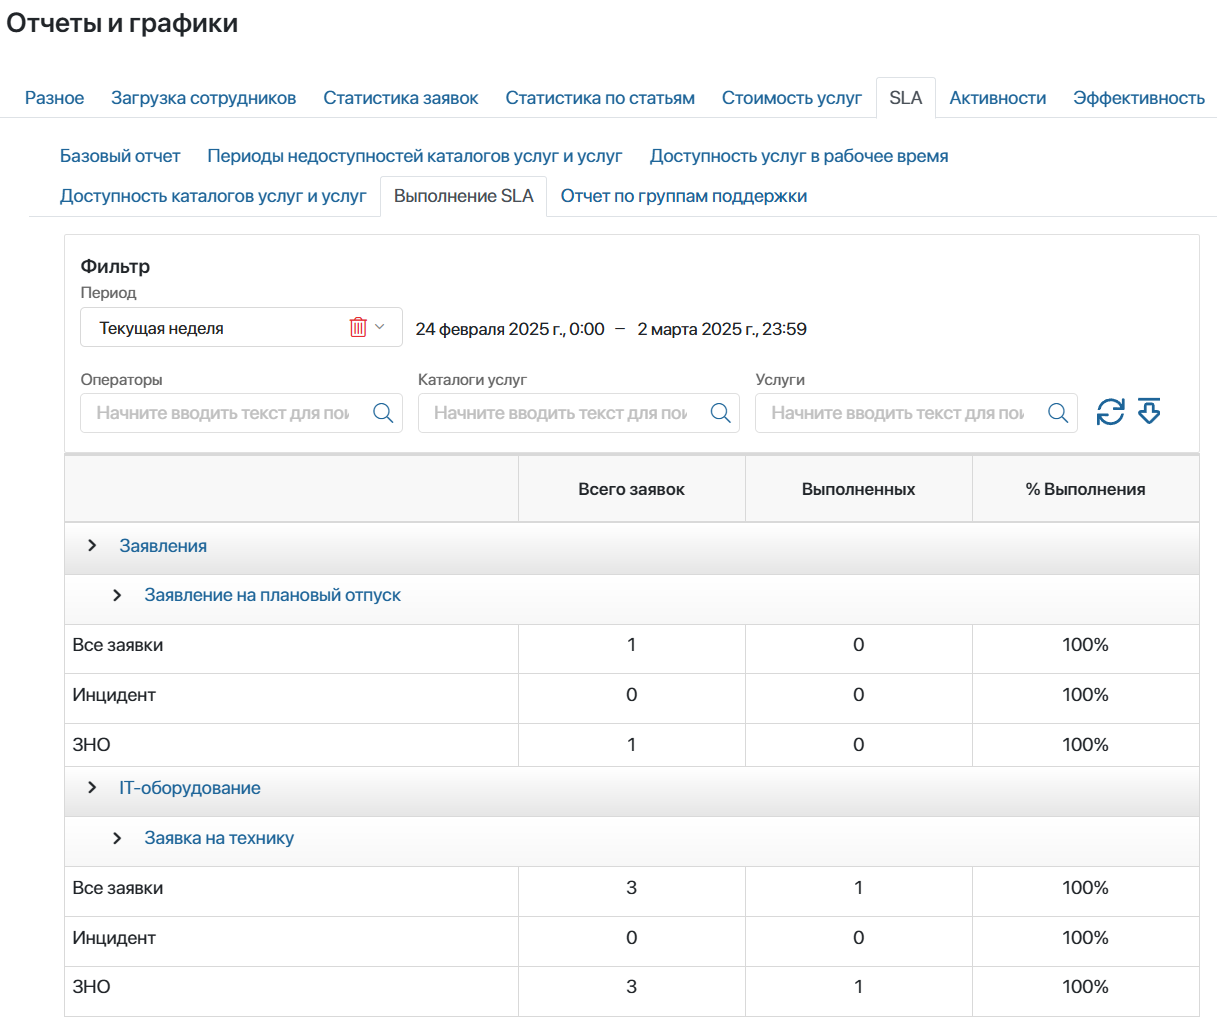 Отчеты и графики
Разное Загрузка сотрудников Статистика заявок Статистика по статьям Стоимость услуг SLA Активности Эффективность
Базовый отчет Периоды недоступностей каталогов услуг и услуг Доступность услуг в рабочее время
Доступность каталогов услуг и услуг Выполнение SLA Отчет по группам поддержки
Фильтр
Период
Текущая неделя 24 февраля 2025 г., 0:00 – 2 марта 2025 г., 23:59
Операторы Каталоги услуг Услуги
Начните вводить текст для пои Начните вводить текст для пои Начните вводить текст для пои
Всего заявок Выполненных % Выполнения
Заявления
Заявление на плановый отпуск
Все заявки 1 0 100%
Инцидент 0 0 100%
ЗНО 1 0 100%
IT-оборудование
Заявка на технику
Все заявки 3 1 100%
Инцидент 0 0 100%
ЗНО 3 1 100%